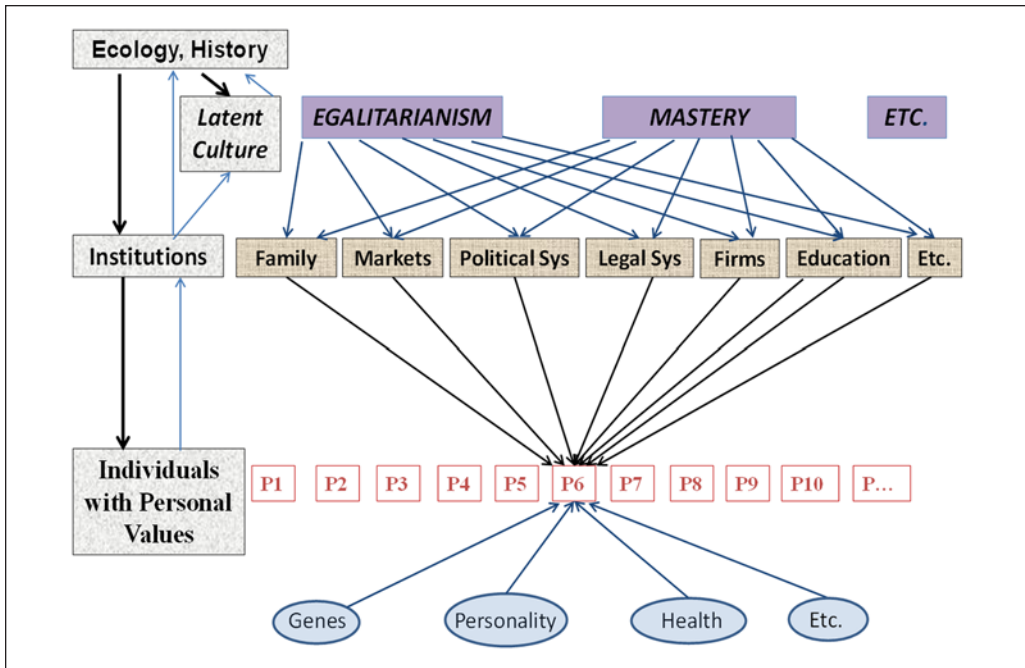 Ecology, History
Latent
Culture
EGALITARIANISM
MASTERY
ETC.
Institutions
Family
Markets
Political Sys
Legal Sys
Firms
Education
Etc.
Individuals
with Personal
Values
P1
P2
P3
P4
P5
P6
P7
P8
P9
P10
P...
Genes
Personality
Health
Etc.